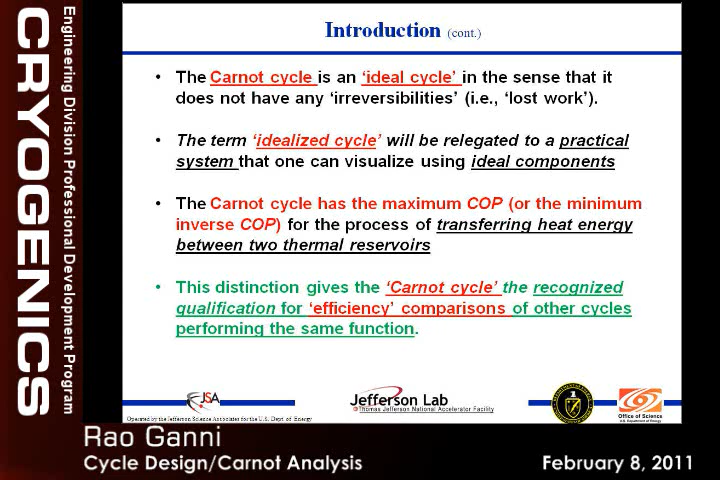 CRYOGENICS
Engineering Division Professional Development Program
Introduction (cont.)
• The Carnot cycle is an ‘ideal cycle’ in the sense that it
does not have any ‘irreversibilities’ (i.e., ‘lost work’).
• The term ‘idealized cycle’ will be relegated to a practical
system that one can visualize using ideal components
• The Carnot cycle has the maximum COP (or the minimum
inverse COP) for the process of transferring heat energy
between two thermal reservoirs
• This distinction gives the ‘Carnot cycle’ the recognized
qualification for ‘efficiency’ comparisons of other cycles
performing the same function.
JSA
Jefferson Lab
Thomas Jefferson National Accelerator Facility
Office of Science
U.S. Department of Energy
Operated by the Jefferson Science Associates for the U.S. Dept. of Energy
Rao Ganni
Cycle Design/Carnot Analysis
February 8, 2011